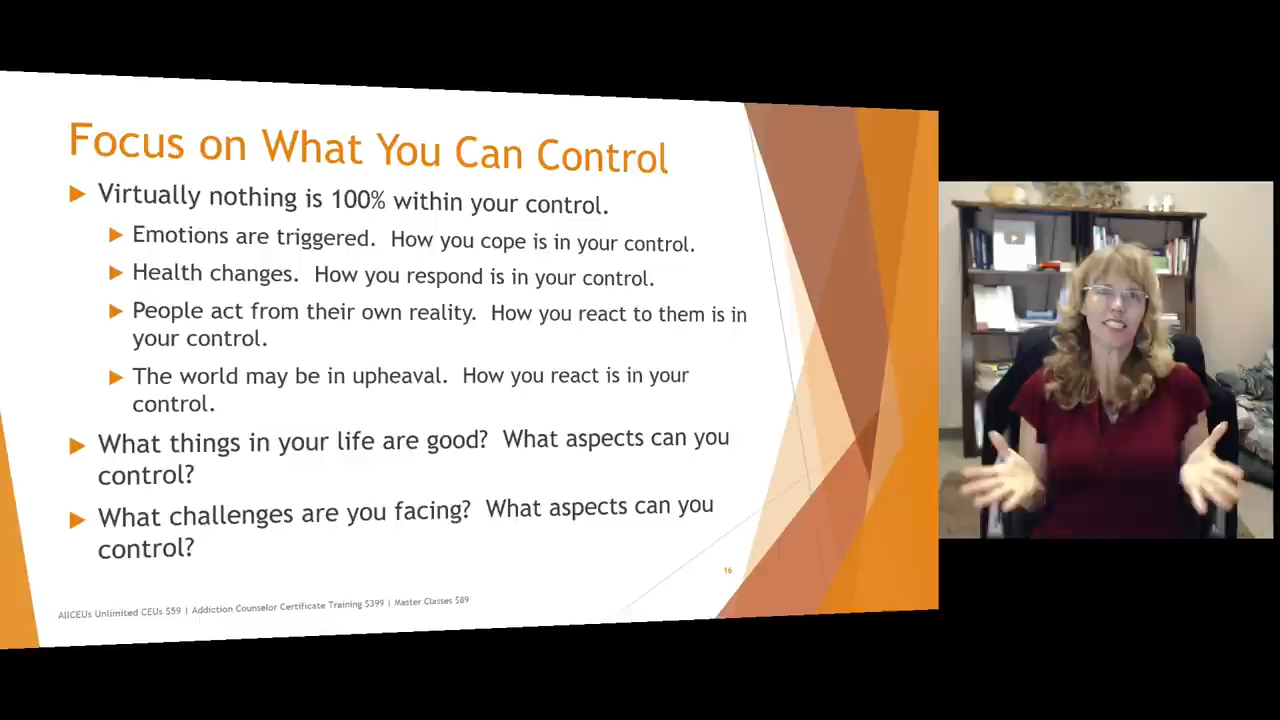 Focus on What You Can Control
Virtually nothing is 100% within your control.
Emotions are triggered.  How you cope is in your control.
Health changes.  How you respond is in your control.
People act from their own reality.  How you react to them is in
your control.
The world may be in upheaval.  How you react is in your
control.
What things in your life are good?  What aspects can you
control?
What challenges are you facing?  What aspects can you
control?
16
AllCEUs Unlimited CEUs $59 | Addiction Counselor Certificate Training $399 | Master Classes $89